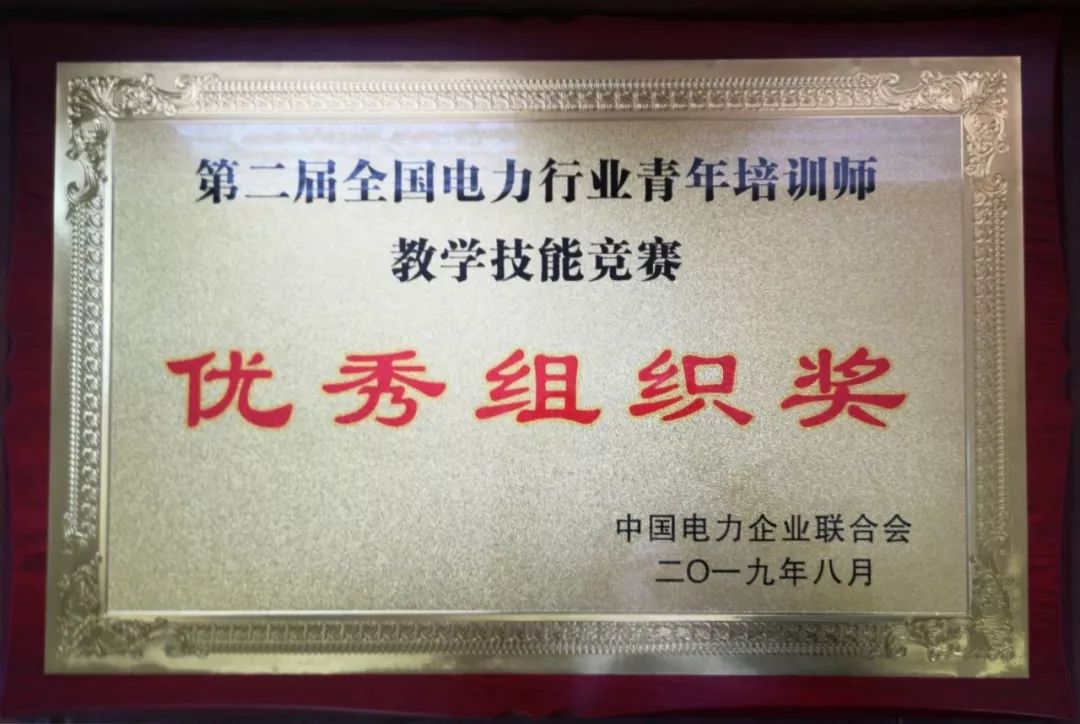 第二届全国电力行业青年培训师
教学技能竞赛
优秀组织奖
中国电力企业联合会
二〇一九年八月